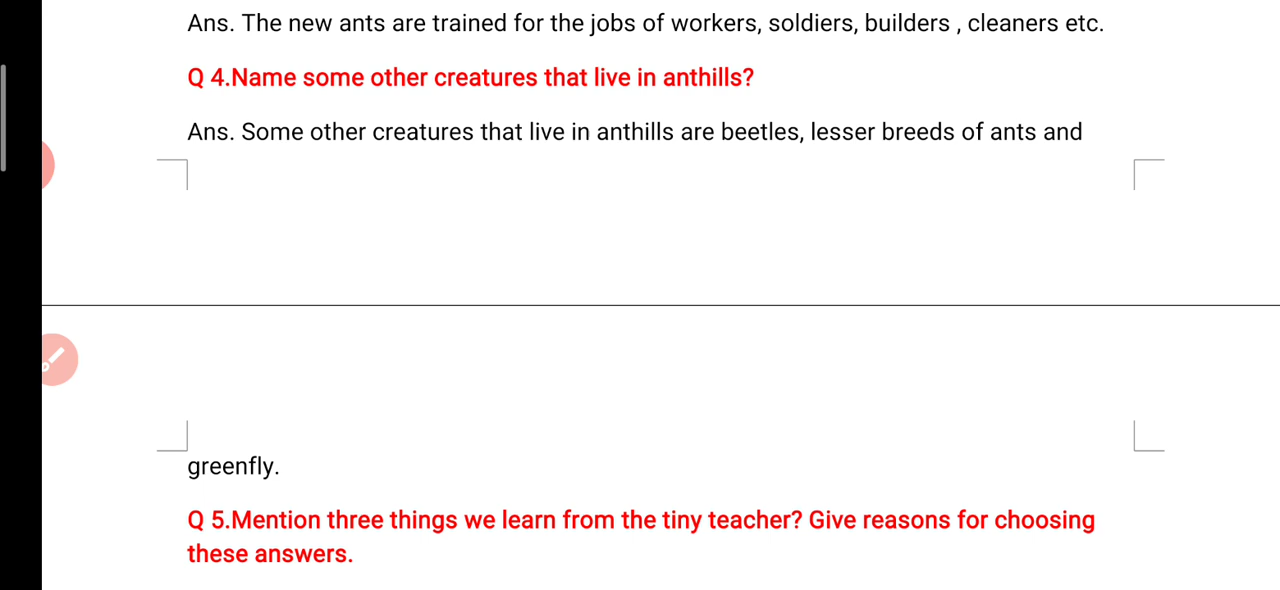 Ans. The new ants are trained for the jobs of workers, soldiers, builders , cleaners etc.
Q 4.Name some other creatures that live in anthills?
Ans. Some other creatures that live in anthills are beetles, lesser breeds of ants and
greenfly.
Q 5.Mention three things we learn from the tiny teacher? Give reasons for choosing
these answers.